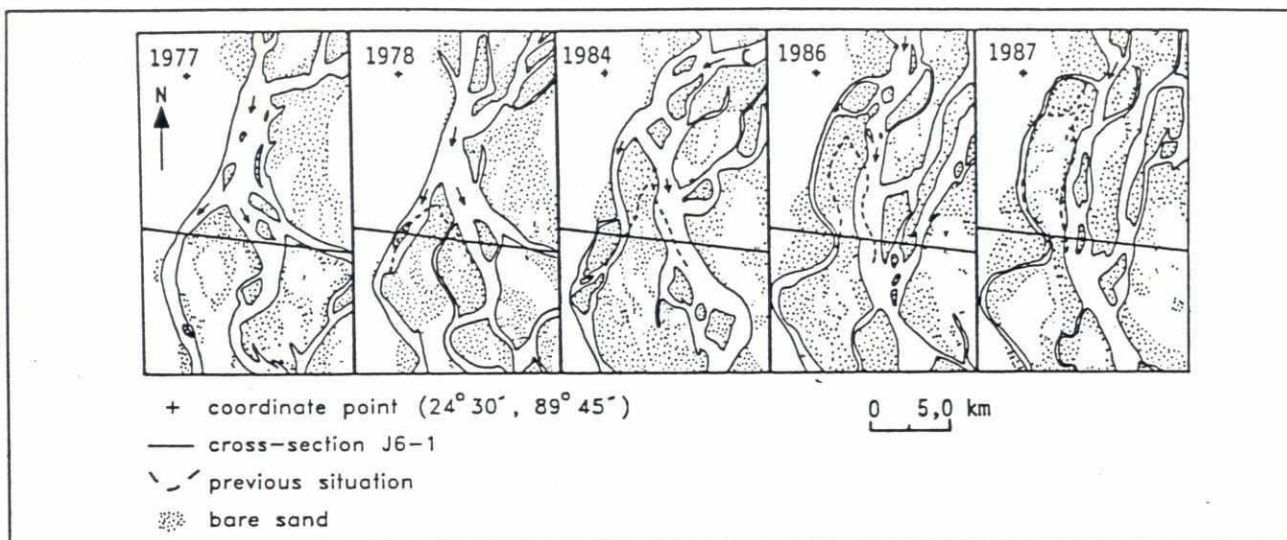 1977 1978 1984 1986 1987
N
+ coordinate point (24°30′, 89°45′)
0 5,0 km
—— cross-section J6-1
previous situation
bare sand